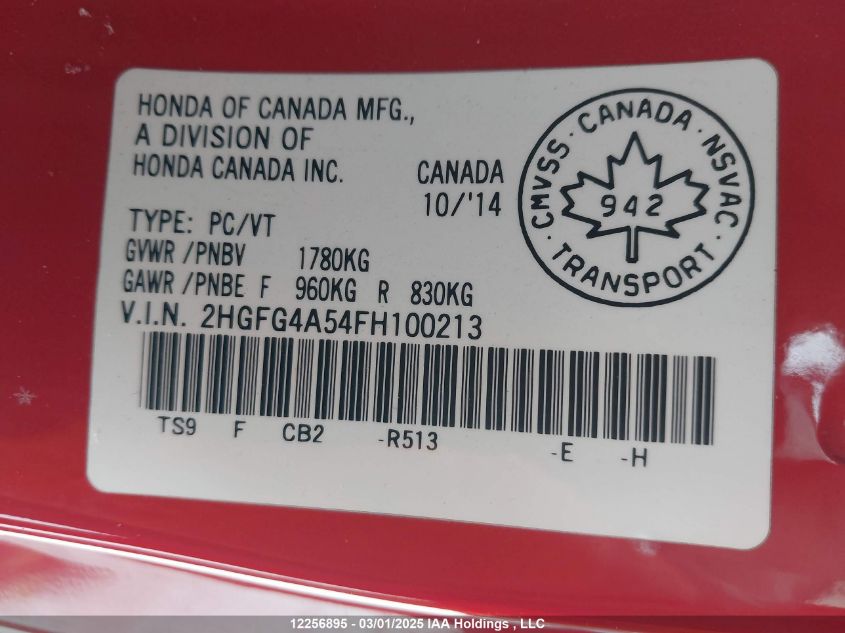 HONDA OF CANADA MFG.,
A DIVISION OF
HONDA CANADA INC.
CANADA
10/'14
TYPE: PC/VT
GVWR /PNBV 1780KG
GAWR /PNBE F 960KG R 830KG
V.I.N. 2HGFG4A54FH100213
TS9 F CB2 -R513 -E -H
CMVSS · CANADA · NSVAC · TRANSPORT ·
942
12256895 - 03/01/2025 IAA Holdings , LLC